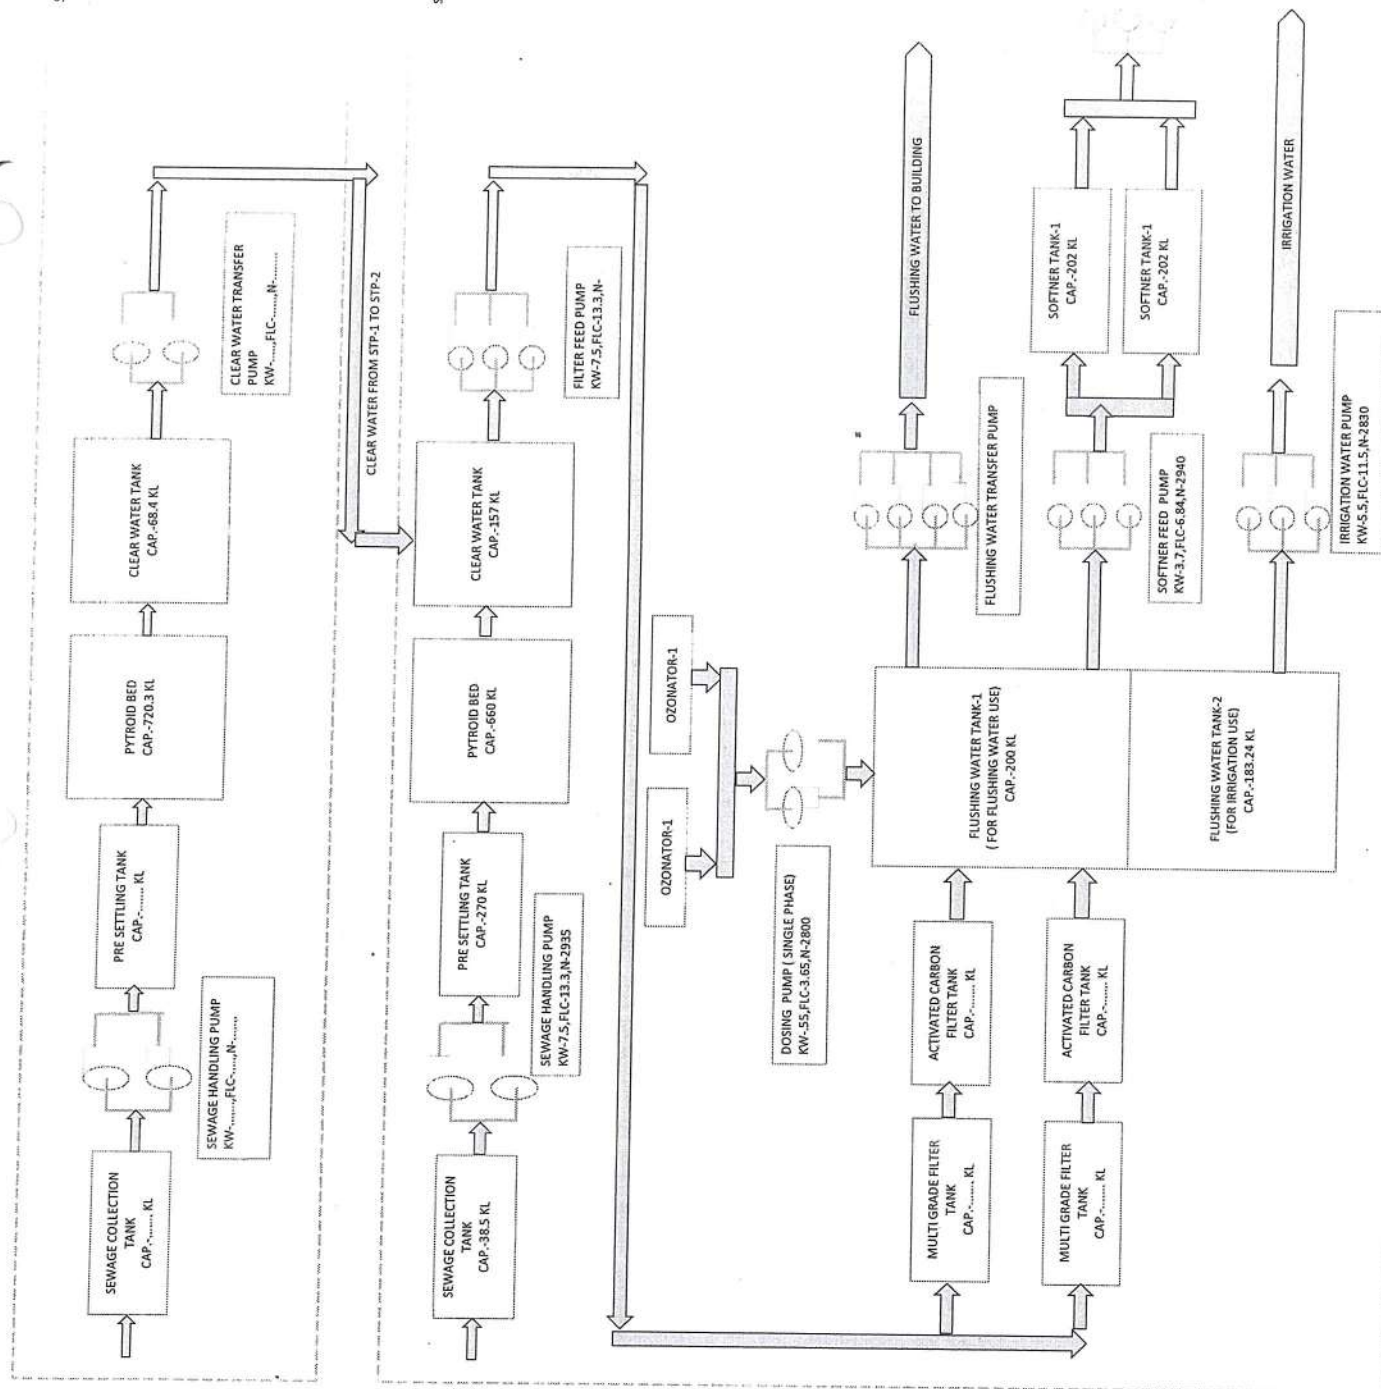 SEWAGE COLLECTION
TANK
CAP.-....... KL
SEWAGE HANDLING PUMP
KW-......,FLC-......,N-.......
PRE SETTLING TANK
CAP.-....... KL
PYTROID BED
CAP.-720.3 KL
CLEAR WATER TANK
CAP.-68.4 KL
CLEAR WATER TRANSFER
PUMP
KW-......,FLC-.......,N-.........
CLEAR WATER FROM STP-1 TO STP-2
SEWAGE COLLECTION
TANK
CAP.-38.5 KL
SEWAGE HANDLING PUMP
KW-7.5,FLC-13.3,N-2935
PRE SETTLING TANK
CAP.-270 KL
PYTROID BED
CAP.-660 KL
CLEAR WATER TANK
CAP.-157 KL
FILTER FEED PUMP
KW-7.5,FLC-13.3,N-
OZONATOR-1
OZONATOR-1
DOSING PUMP ( SINGLE PHASE)
KW-.55,FLC-3.65,N-2800
MULTI GRADE FILTER
TANK
CAP.-....... KL
ACTIVATED CARBON
FILTER TANK
CAP.-....... KL
MULTI GRADE FILTER
TANK
CAP.-....... KL
ACTIVATED CARBON
FILTER TANK
CAP.-....... KL
FLUSHING WATER TANK-1
( FOR FLUSHING WATER USE)
CAP.-200 KL
FLUSHING WATER TANK-2
(FOR IRRIGATION USE)
CAP.-183.24 KL
FLUSHING WATER TRANSFER PUMP
FLUSHING WATER TO BUILDING
SOFTNER FEED PUMP
KW-3.7,FLC-6.84,N-2940
SOFTNER TANK-1
CAP.-202 KL
SOFTNER TANK-1
CAP.-202 KL
IRRIGATION WATER PUMP
KW-5.5,FLC-11.5,N-2830
IRRIGATION WATER